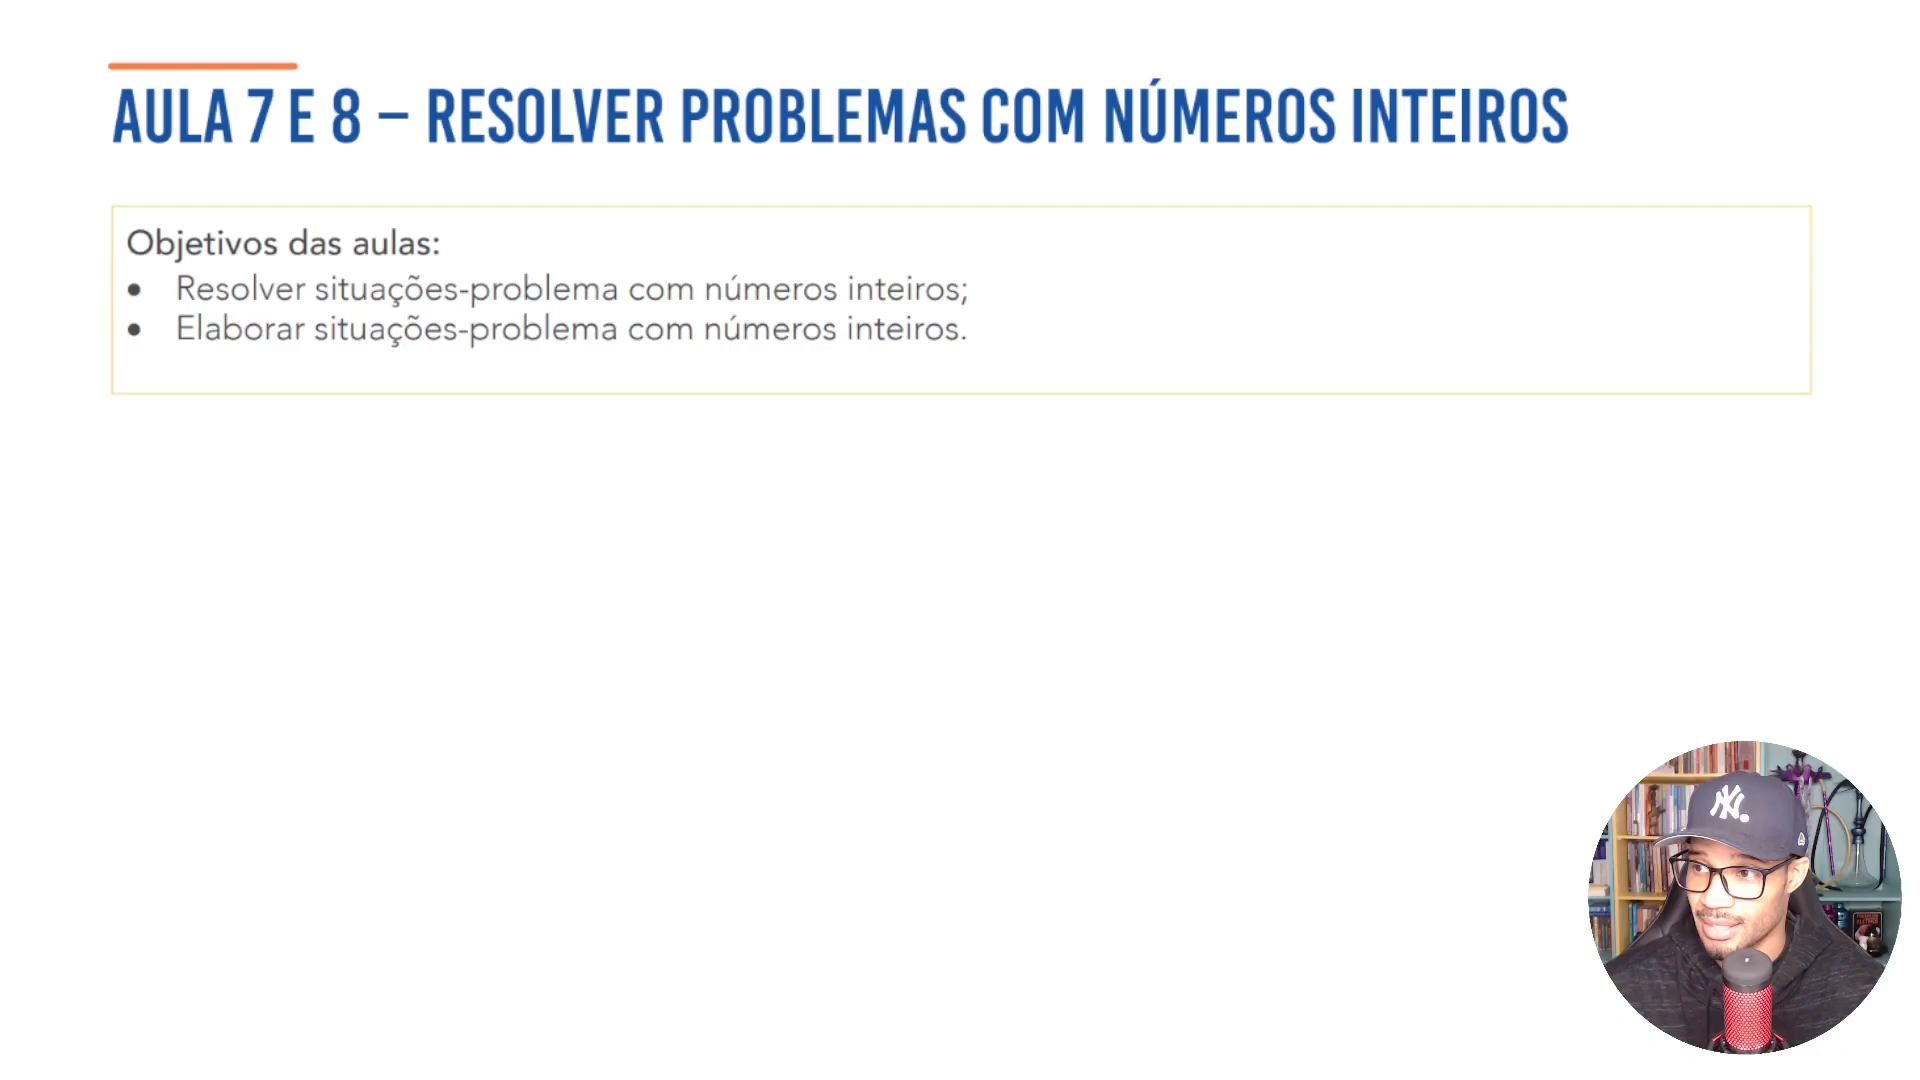 AULA 7 E 8 – RESOLVER PROBLEMAS COM NÚMEROS INTEIROS
Objetivos das aulas:
• Resolver situações-problema com números inteiros;
• Elaborar situações-problema com números inteiros.
NY